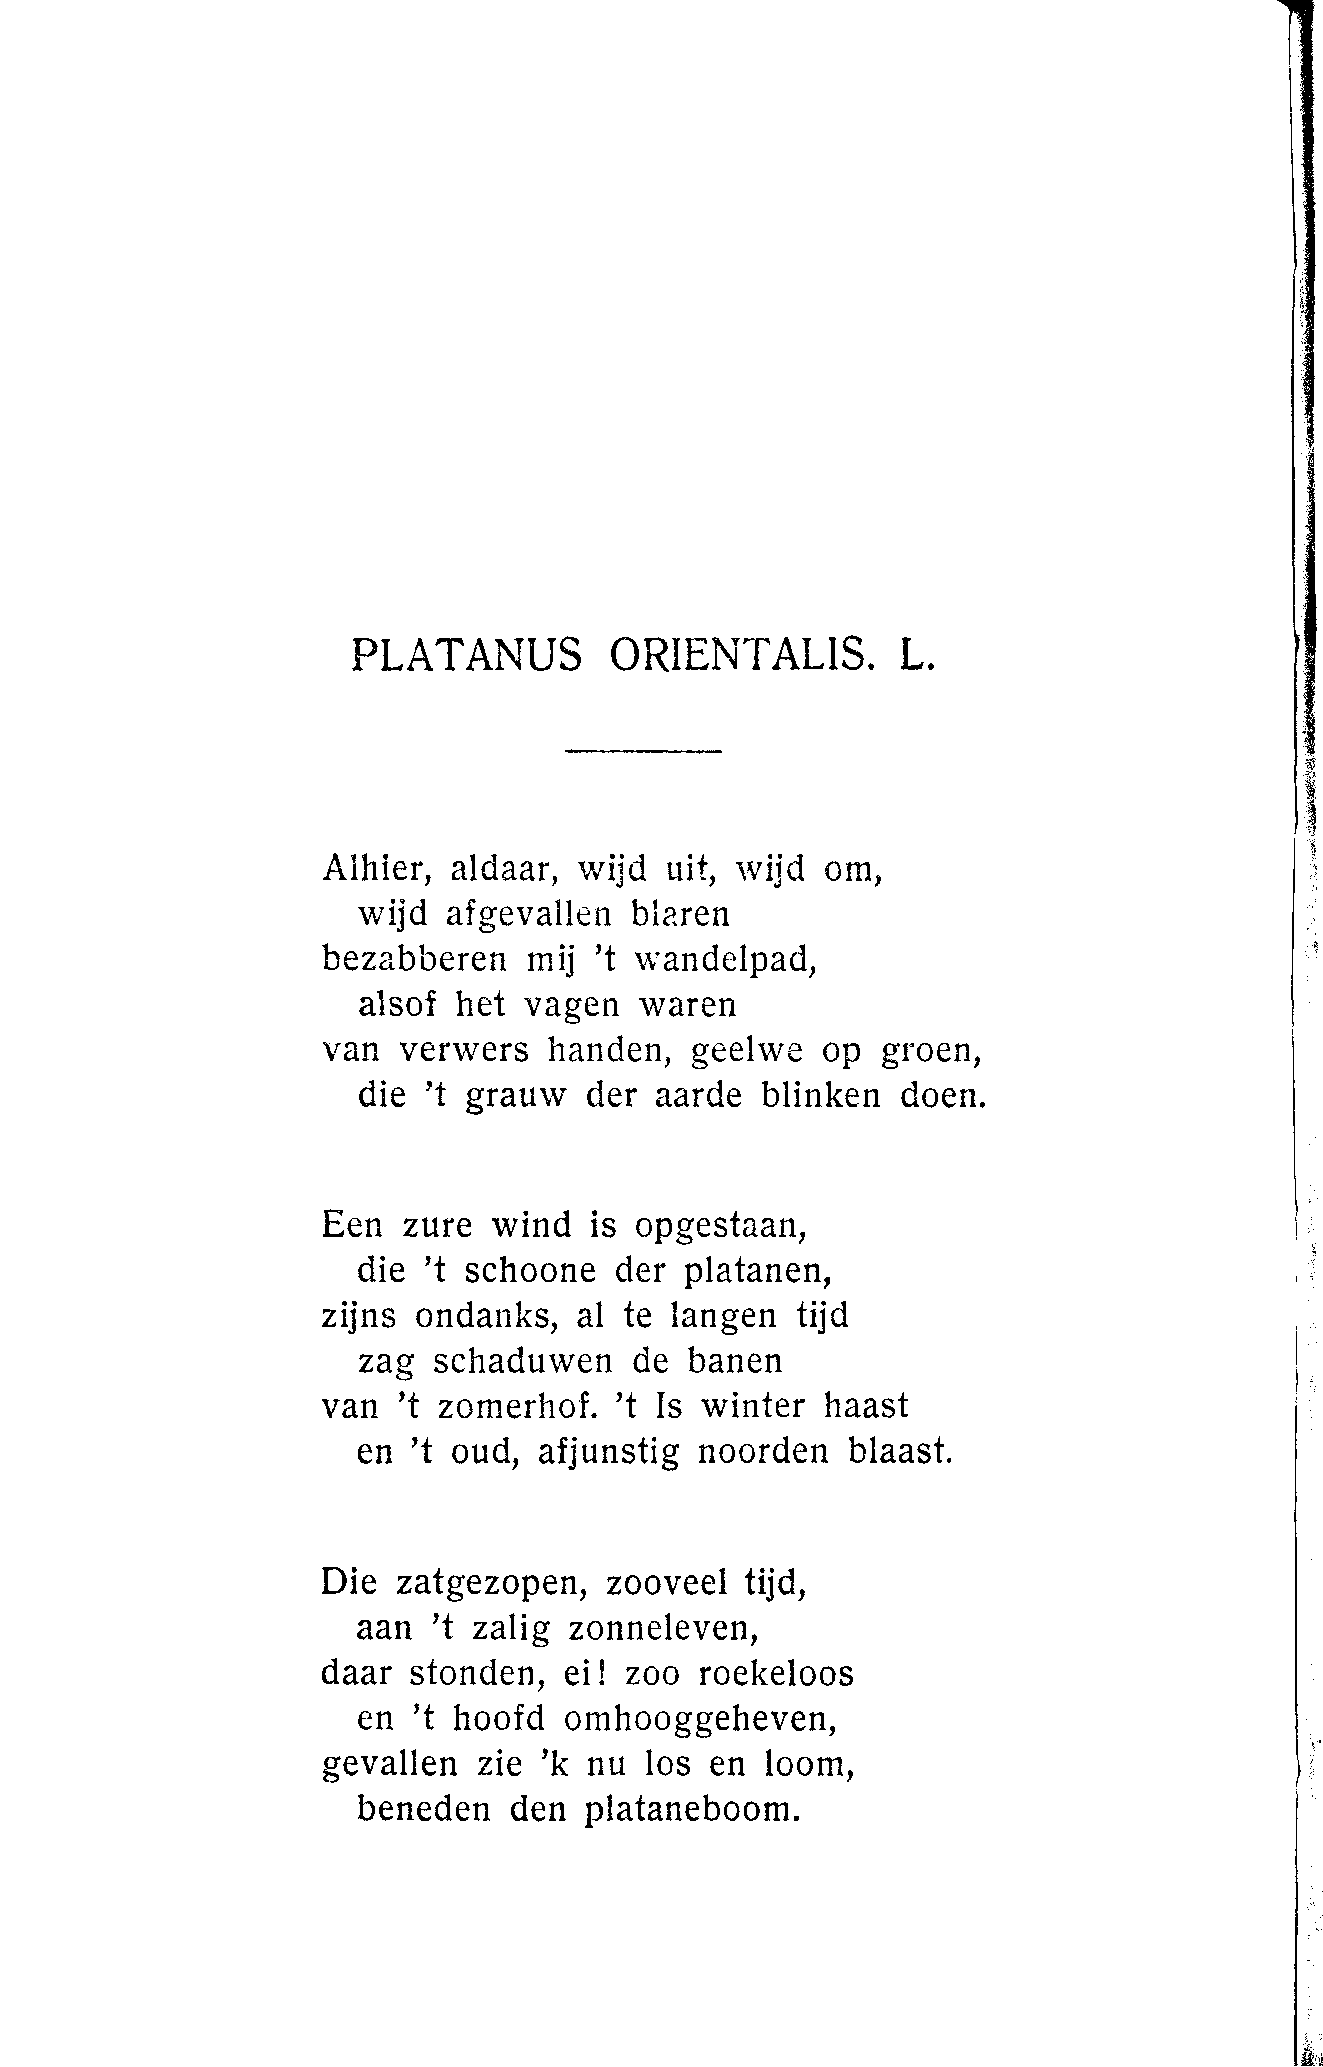 PLATANUS ORIENTALIS. L.
Alhier, aldaar, wijd uit, wijd om,
wijd afgevallen blaren
bezabberen mij 't wandelpad,
alsof het vagen waren
van verwers handen, geelwe op groen,
die 't grauw der aarde blinken doen.
Een zure wind is opgestaan,
die 't schoone der platanen,
zijns ondanks, al te langen tijd
zag schaduwen de banen
van 't zomerhof. 't Is winter haast
en 't oud, afjunstig noorden blaast.
Die zatgezopen, zooveel tijd,
aan 't zalig zonneleven,
daar stonden, ei! zoo roekeloos
en 't hoofd omhooggeheven,
gevallen zie 'k nu los en loom,
beneden den plataneboom.